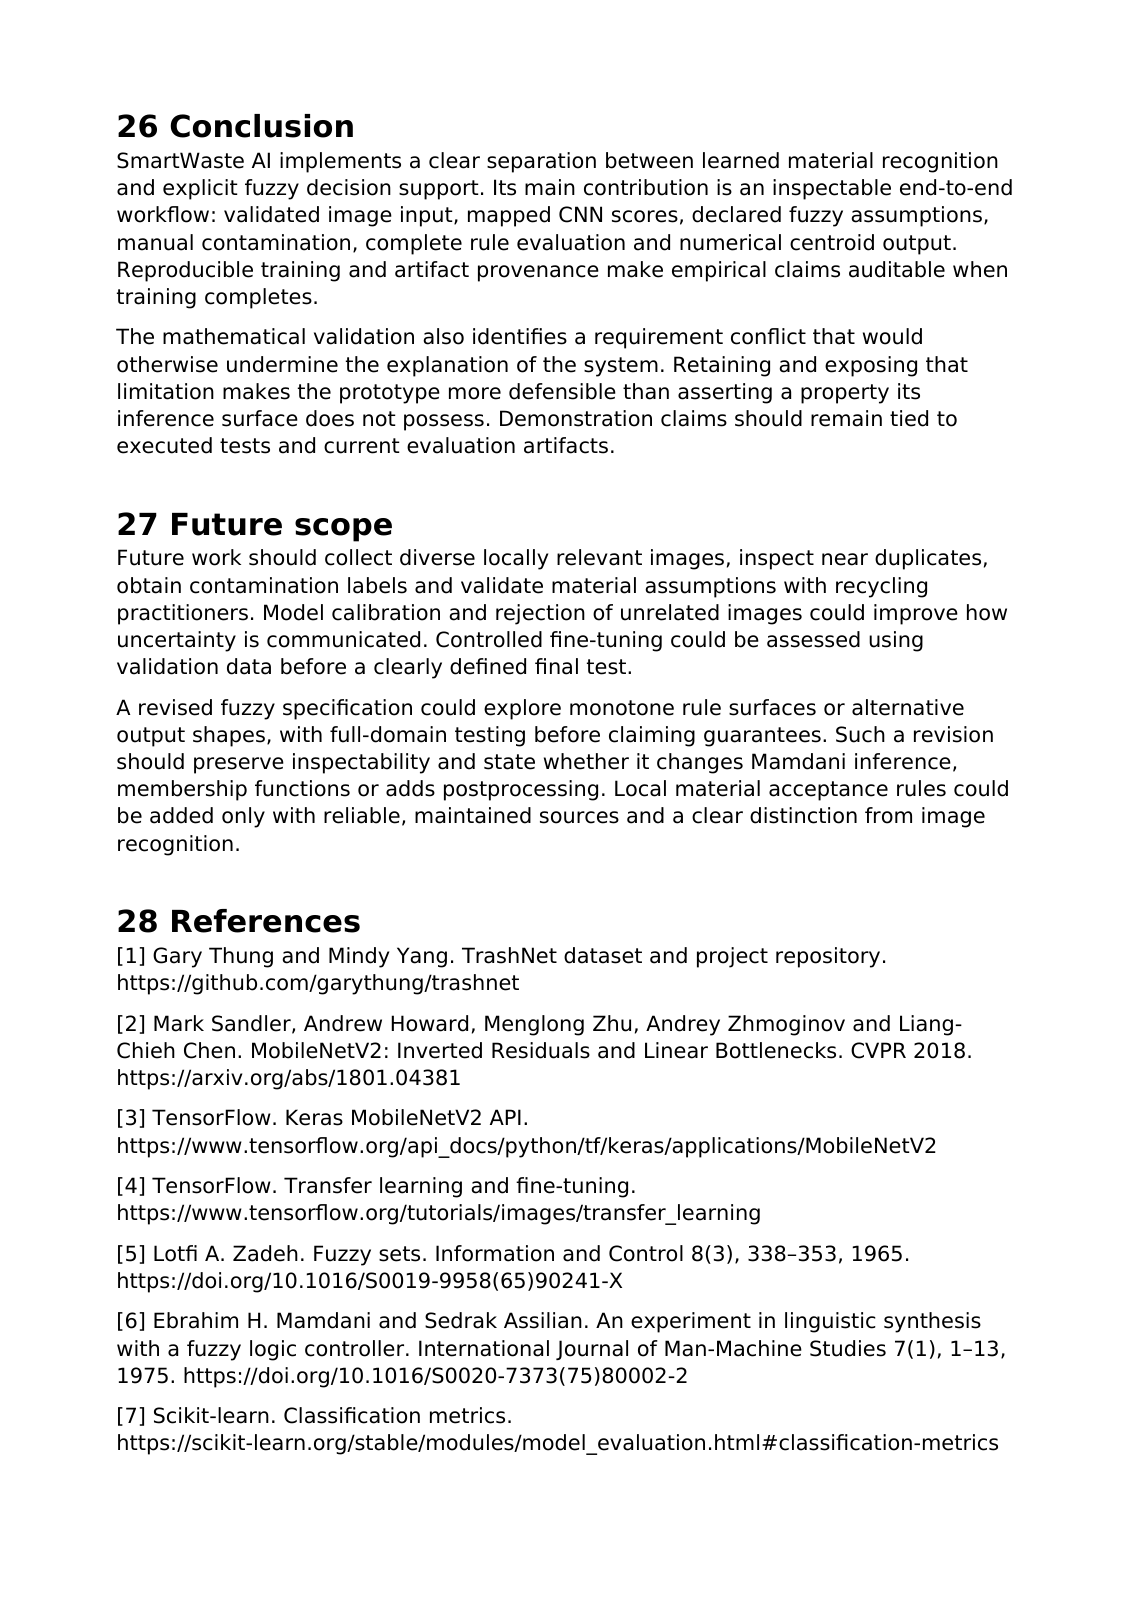 26 Conclusion
SmartWaste AI implements a clear separation between learned material recognition
and explicit fuzzy decision support. Its main contribution is an inspectable end-to-end
workflow: validated image input, mapped CNN scores, declared fuzzy assumptions,
manual contamination, complete rule evaluation and numerical centroid output.
Reproducible training and artifact provenance make empirical claims auditable when
training completes.
The mathematical validation also identifies a requirement conflict that would
otherwise undermine the explanation of the system. Retaining and exposing that
limitation makes the prototype more defensible than asserting a property its
inference surface does not possess. Demonstration claims should remain tied to
executed tests and current evaluation artifacts.
27 Future scope
Future work should collect diverse locally relevant images, inspect near duplicates,
obtain contamination labels and validate material assumptions with recycling
practitioners. Model calibration and rejection of unrelated images could improve how
uncertainty is communicated. Controlled fine-tuning could be assessed using
validation data before a clearly defined final test.
A revised fuzzy specification could explore monotone rule surfaces or alternative
output shapes, with full-domain testing before claiming guarantees. Such a revision
should preserve inspectability and state whether it changes Mamdani inference,
membership functions or adds postprocessing. Local material acceptance rules could
be added only with reliable, maintained sources and a clear distinction from image
recognition.
28 References
[1] Gary Thung and Mindy Yang. TrashNet dataset and project repository.
https://github.com/garythung/trashnet
[2] Mark Sandler, Andrew Howard, Menglong Zhu, Andrey Zhmoginov and Liang-
Chieh Chen. MobileNetV2: Inverted Residuals and Linear Bottlenecks. CVPR 2018.
https://arxiv.org/abs/1801.04381
[3] TensorFlow. Keras MobileNetV2 API.
https://www.tensorflow.org/api_docs/python/tf/keras/applications/MobileNetV2
[4] TensorFlow. Transfer learning and fine-tuning.
https://www.tensorflow.org/tutorials/images/transfer_learning
[5] Lotfi A. Zadeh. Fuzzy sets. Information and Control 8(3), 338–353, 1965.
https://doi.org/10.1016/S0019-9958(65)90241-X
[6] Ebrahim H. Mamdani and Sedrak Assilian. An experiment in linguistic synthesis
with a fuzzy logic controller. International Journal of Man-Machine Studies 7(1), 1–13,
1975. https://doi.org/10.1016/S0020-7373(75)80002-2
[7] Scikit-learn. Classification metrics.
https://scikit-learn.org/stable/modules/model_evaluation.html#classification-metrics